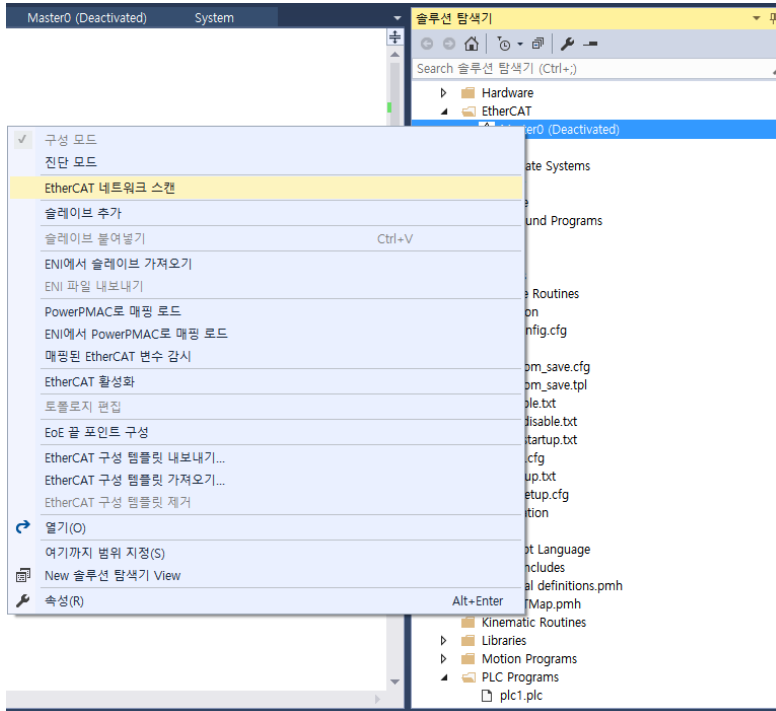 Master0 (Deactivated)
System
솔루션 탐색기
Search 솔루션 탐색기 (Ctrl+;)
Hardware
EtherCAT
(Deactivated)
구성 모드
진단 모드
EtherCAT 네트워크 스캔
슬레이브 추가
슬레이브 붙여넣기 Ctrl+V
ENI에서 슬레이브 가져오기
ENI 파일 내보내기
PowerPMAC로 매핑 로드
ENI에서 PowerPMAC로 매핑 로드
매핑된 EtherCAT 변수 감시
EtherCAT 활성화
토폴로지 편집
EoE 끝 포인트 구성
EtherCAT 구성 템플릿 내보내기...
EtherCAT 구성 템플릿 가져오기...
EtherCAT 구성 템플릿 제거
열기(O)
여기까지 범위 지정(S)
New 솔루션 탐색기 View
속성(R) Alt+Enter
ate Systems
und Programs
Routines
on
nfig.cfg
om_save.cfg
om_save.tpl
ble.txt
disable.txt
startup.txt
.cfg
up.txt
etup.cfg
ation
pt Language
ncludes
al definitions.pmh
TMap.pmh
Kinematic Routines
Libraries
Motion Programs
PLC Programs
plc1.plc